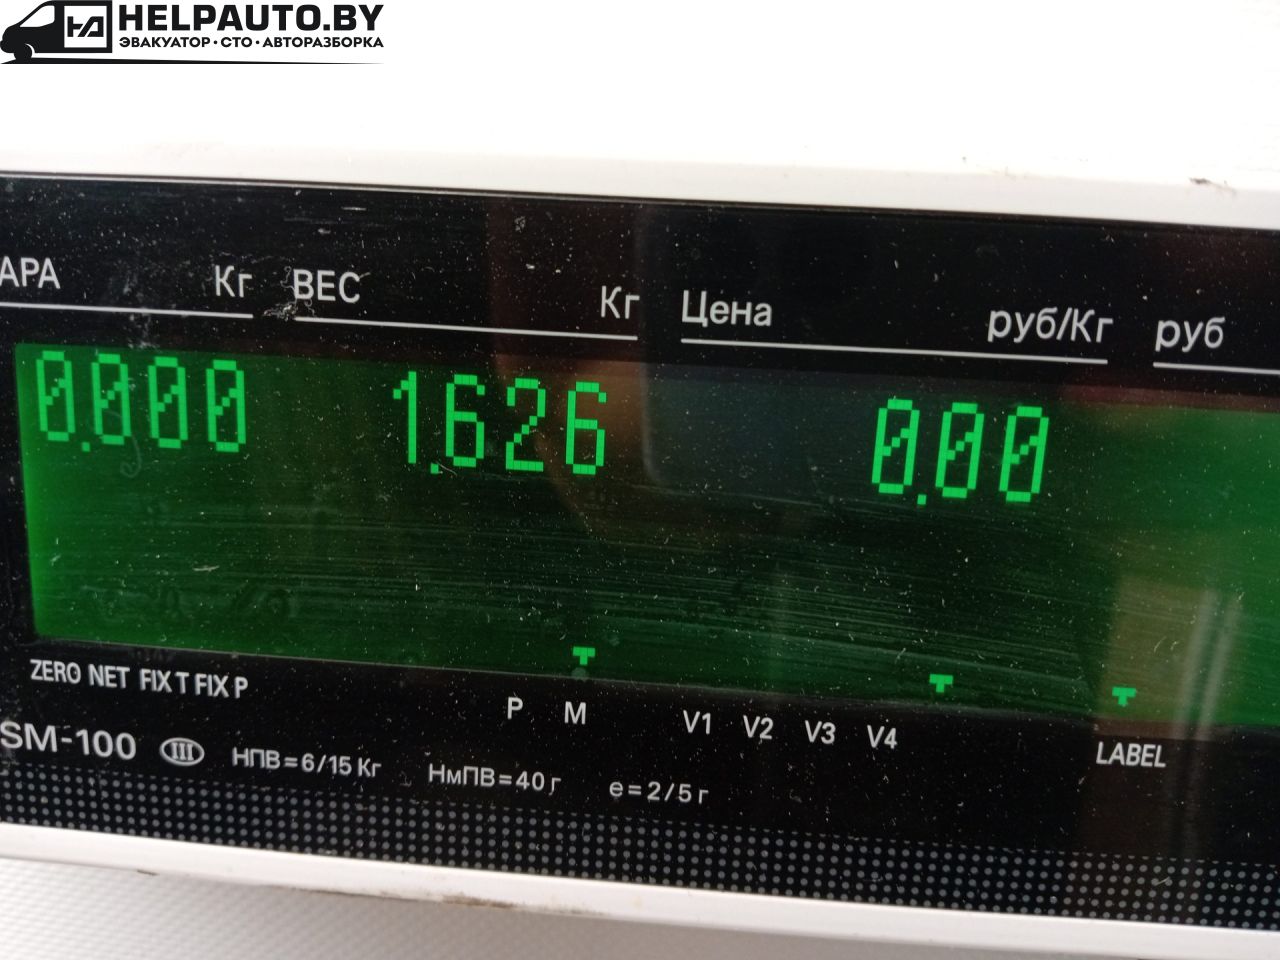 HELPAUTO.BY
ЭВАКУАТОР·СТО·АВТОРАЗБОРКА
АРА Кг ВЕС Кг Цена руб/Кг руб
0.000 1.626 0.00
ZERO NET FIX T FIX P P M V1 V2 V3 V4 LABEL
SM-100 III НПВ=6/15 Кг НмПВ=40 г e=2/5 г